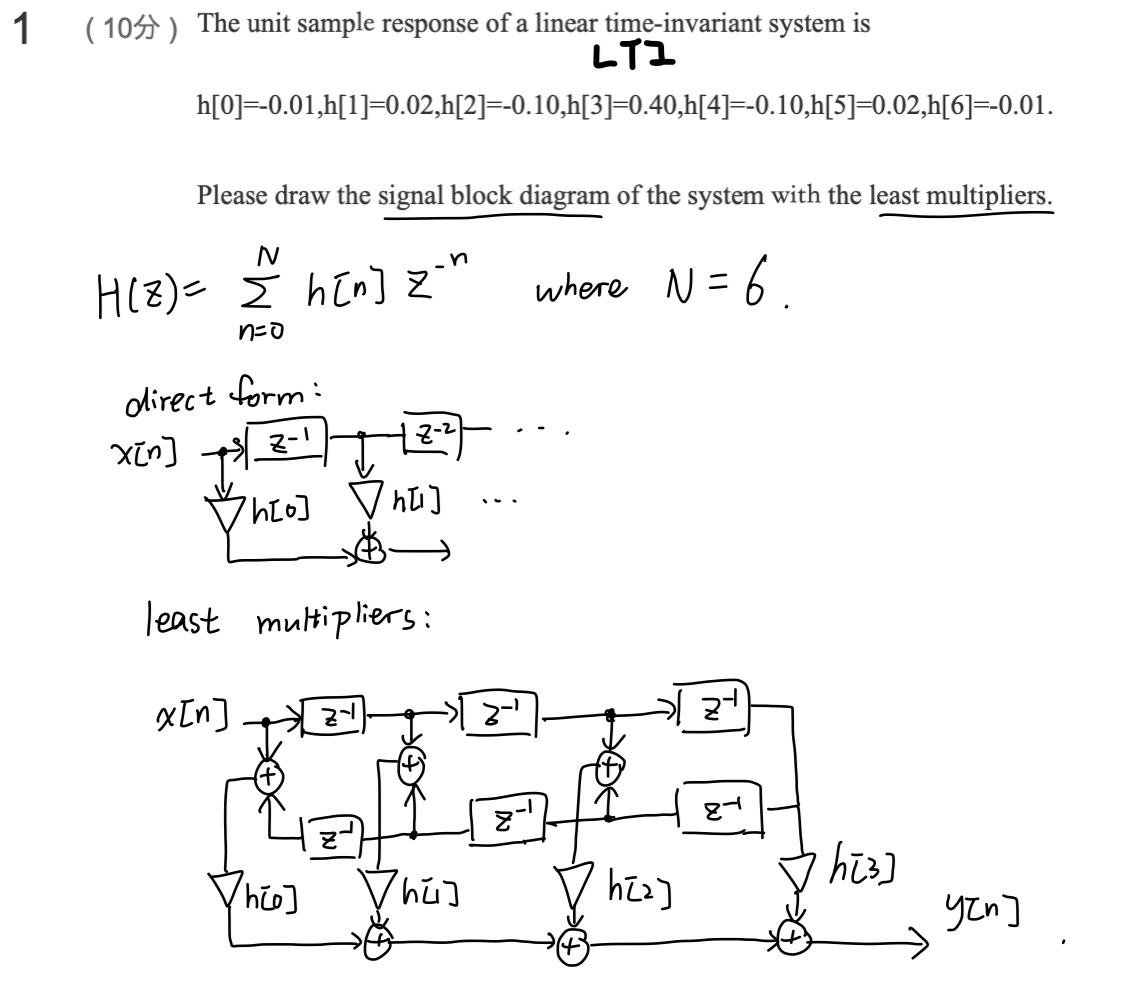 1 ( 10分 ) The unit sample response of a linear time-invariant system is
LTI
h[0]=-0.01,h[1]=0.02,h[2]=-0.10,h[3]=0.40,h[4]=-0.10,h[5]=0.02,h[6]=-0.01.
Please draw the signal block diagram of the system with the least multipliers.
H(z)= N Σ n=0 h[n] z^-n where N = 6 .
direct form:
x[n] z^-1 z^-2 ...
h[0] h[1] ...
+
least multipliers:
x[n] z^-1 z^-1 z^-1
+ + +
z^-1 z^-1 z^-1
h[0] h[1] h[2] h[3]
+ + + y[n] .